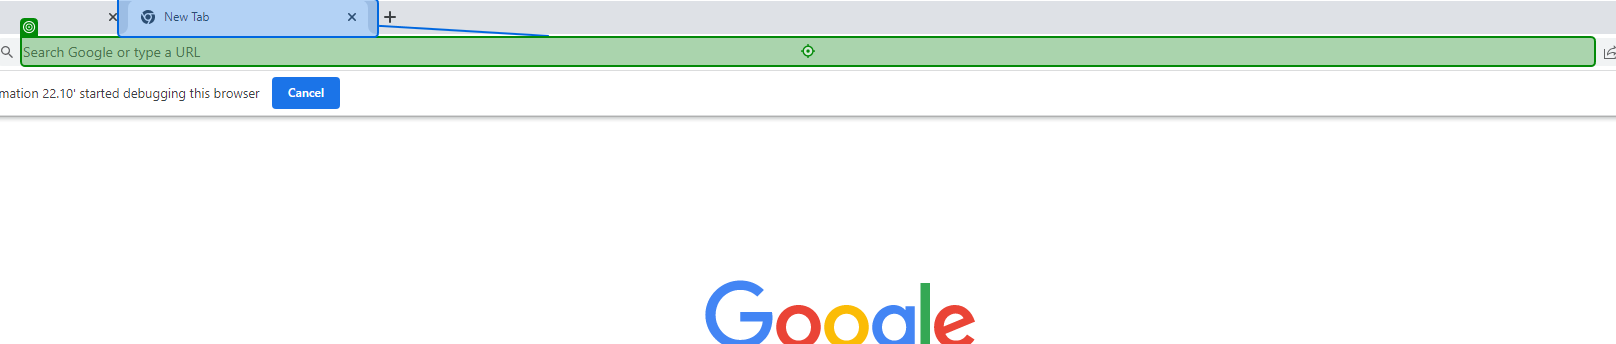 New Tab
Search Google or type a URL
mation 22.10' started debugging this browser
Cancel
Google